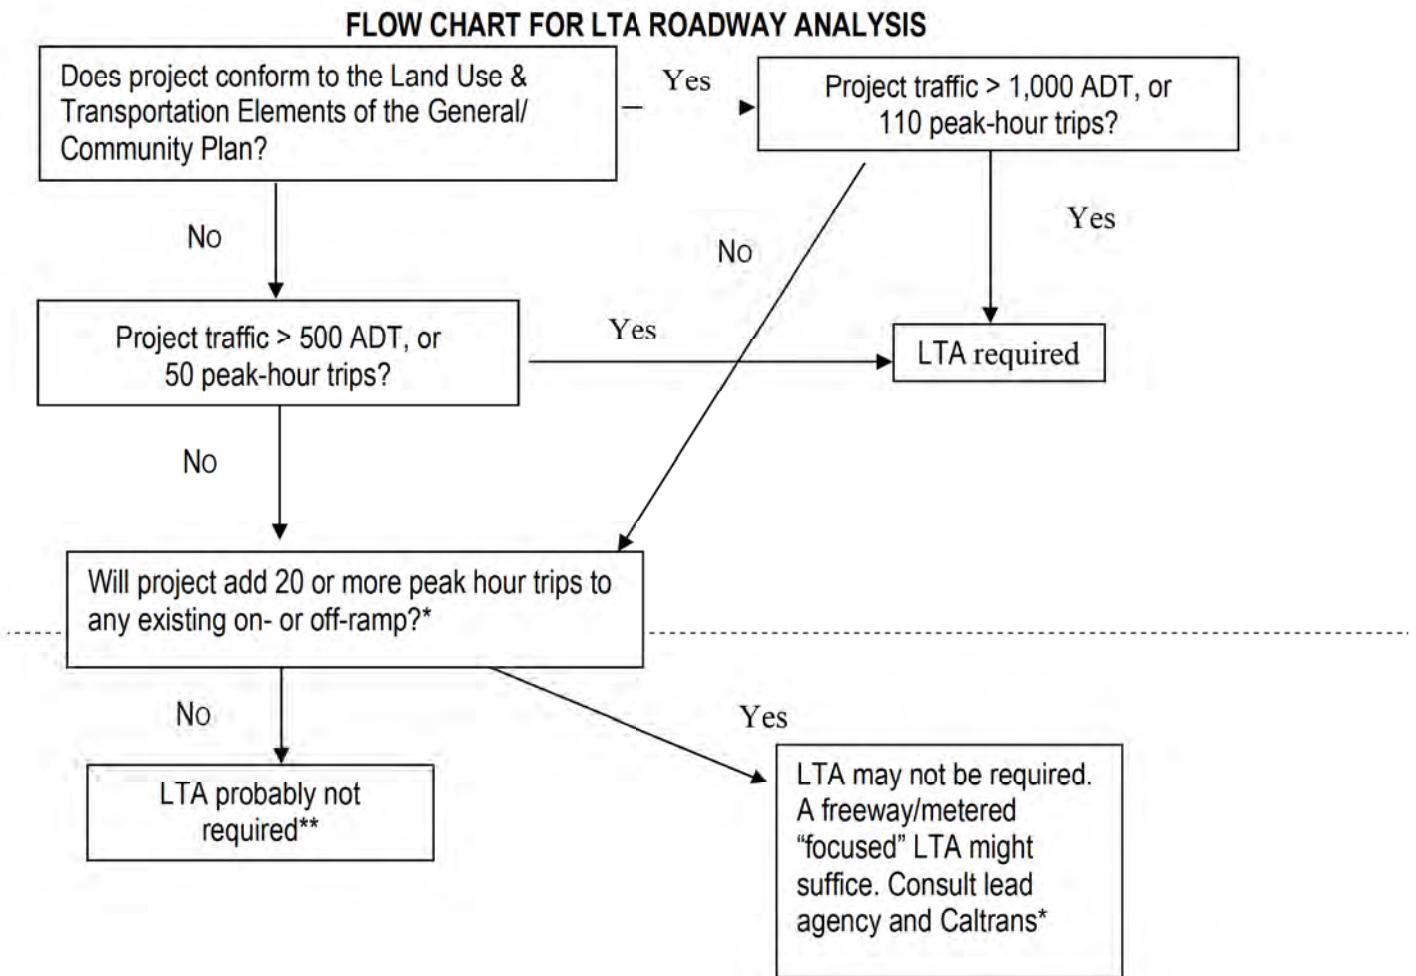 FLOW CHART FOR LTA ROADWAY ANALYSIS
Does project conform to the Land Use &
Transportation Elements of the General/
Community Plan?
Yes
Project traffic > 1,000 ADT, or
110 peak-hour trips?
No
No
Yes
Project traffic > 500 ADT, or
50 peak-hour trips?
Yes
LTA required
No
Will project add 20 or more peak hour trips to
any existing on- or off-ramp?*
No
Yes
LTA probably not
required**
LTA may not be required.
A freeway/metered
“focused” LTA might
suffice. Consult lead
agency and Caltrans*